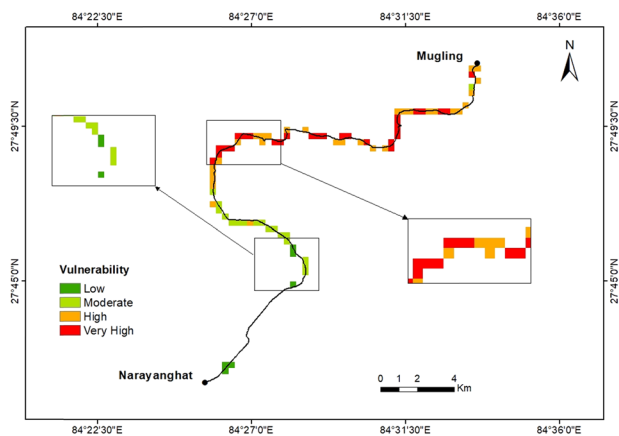 84°22'30"E 84°27'0"E 84°31'30"E 84°36'0"E
Mugling
N
27°49'30"N 27°49'30"N
27°45'0"N 27°45'0"N
Vulnerability
Low
Moderate
High
Very High
Narayanghat
0 1 2 4
Km
84°22'30"E 84°27'0"E 84°31'30"E 84°36'0"E